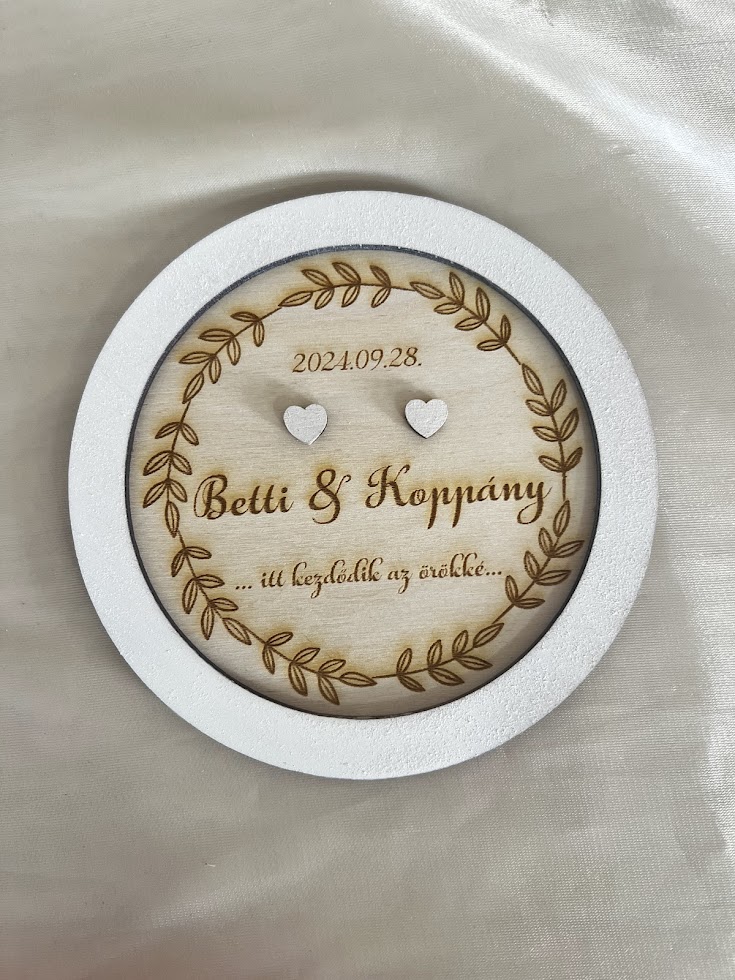 2024.09.28.
Betti & Koppány
... itt kezdődik az örökké...